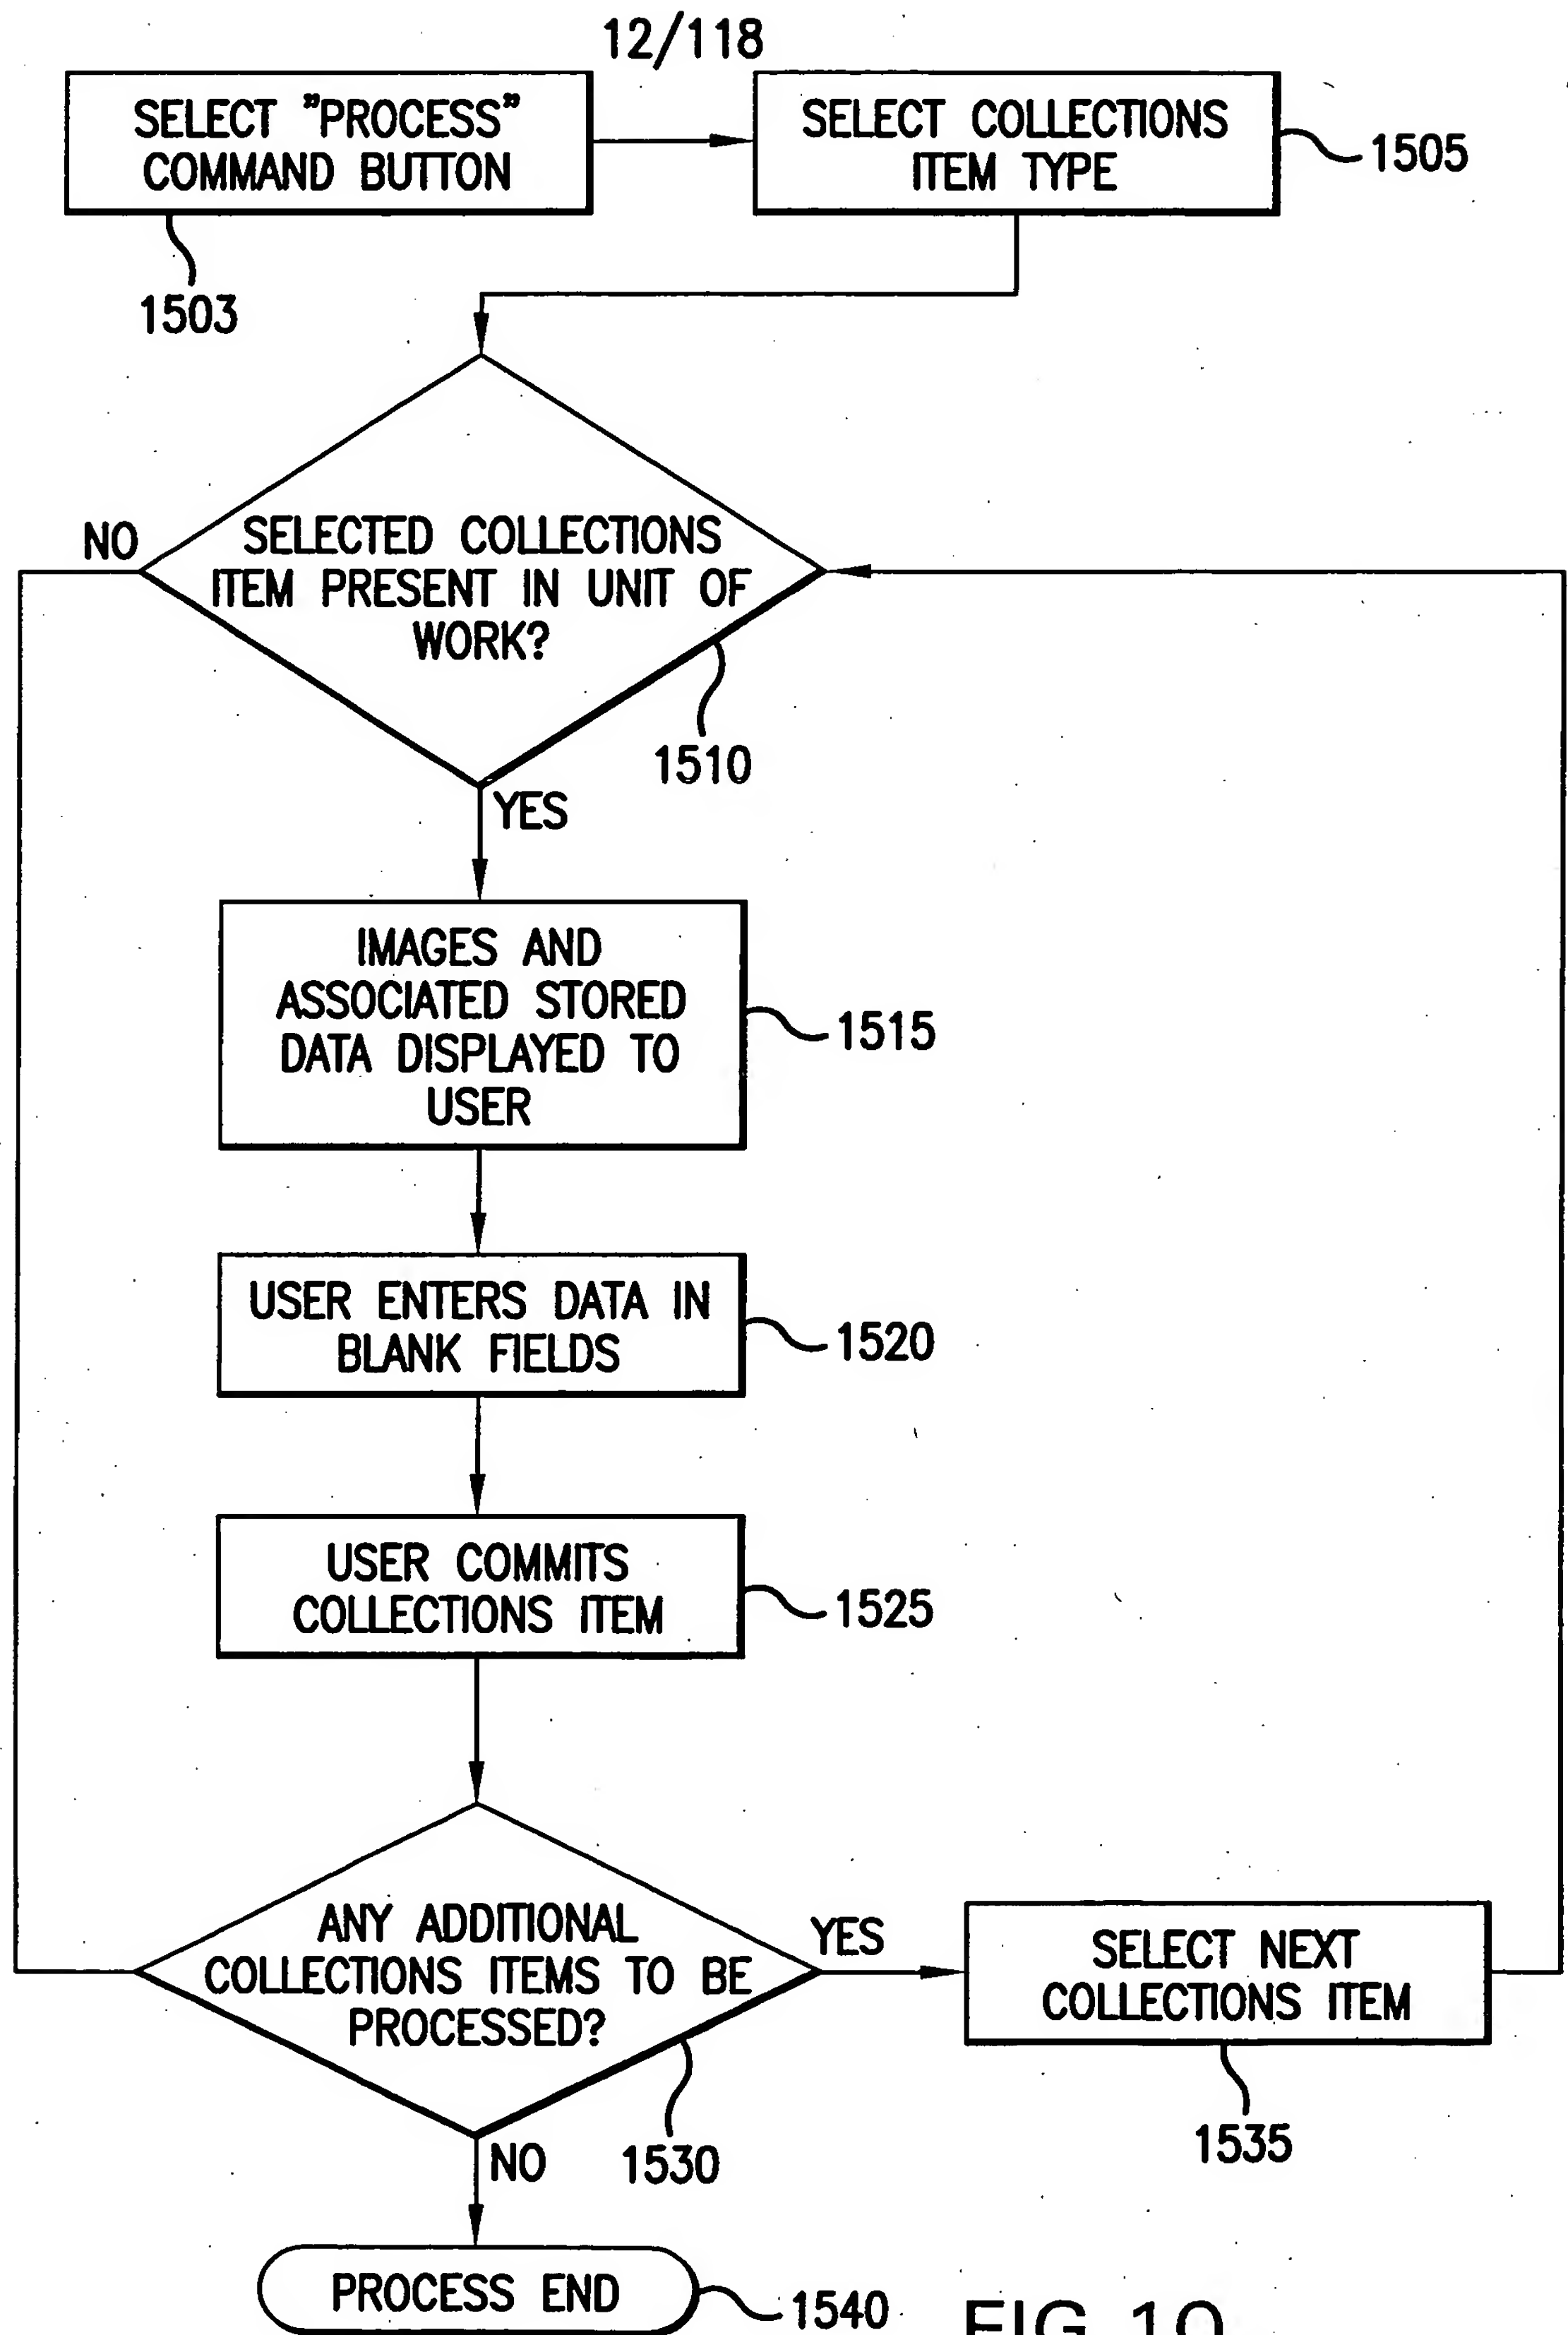 12/118
SELECT "PROCESS"
COMMAND BUTTON
1503
SELECT COLLECTIONS
ITEM TYPE
1505
SELECTED COLLECTIONS
ITEM PRESENT IN UNIT OF
WORK?
NO
1510
YES
IMAGES AND
ASSOCIATED STORED
DATA DISPLAYED TO
USER
1515
USER ENTERS DATA IN
BLANK FIELDS
1520
USER COMMITS
COLLECTIONS ITEM
1525
ANY ADDITIONAL
COLLECTIONS ITEMS TO BE
PROCESSED?
YES
1530
SELECT NEXT
COLLECTIONS ITEM
1535
NO
PROCESS END
1540
FIG. 10